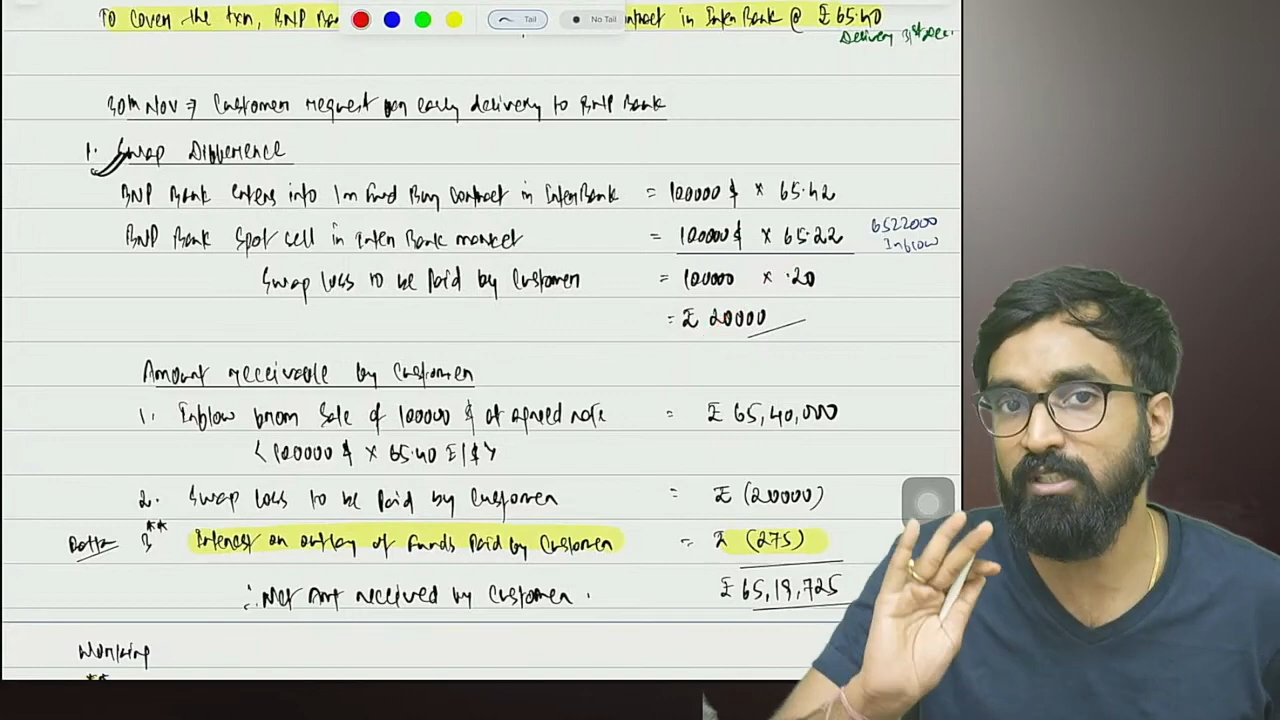 To cover the txn, BNP Ban ontract in Inter Bank @ ₹ 65.40
Tail
No Tail
Delivery 31st Dec.
30th Nov ⇒ Customer request for early delivery to BNP Bank
1. Swap Difference
BNP Bank enters into 1m Fwd Buy contract in InterBank = 100000 $ × 65.42
BNP Bank Spot sell in Inter Bank market = 100000$ × 65.22
6522000
Inflow
Swap loss to be Paid by Customer = 100000 × .20
= ₹ 20000
Amount receivable by Customer
1. Inflow from Sale of 100000 $ at agreed rate = ₹ 65,40,000
<100000 $ × 65.40 ₹/$>
2. Swap loss to be Paid by Customer = ₹ (20000)
3** Interest on outlay of Funds Paid by Customer = ₹ (275)
∴ Net Amt received by Customer. ₹ 65,19,725
Working
**